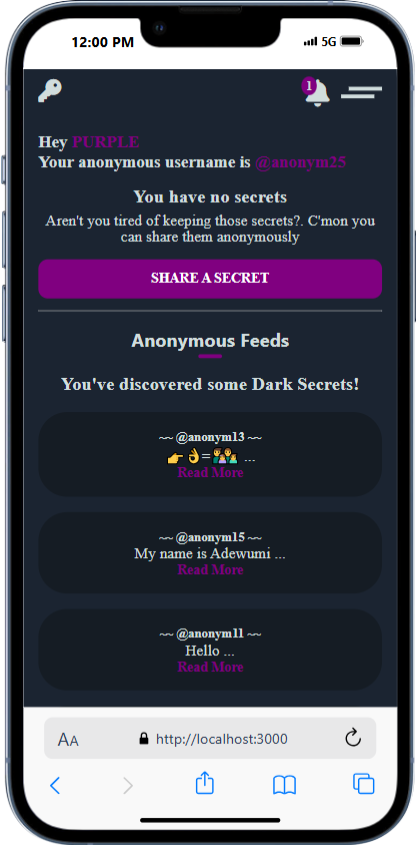 12:00 PM 5G
1
Hey PURPLE
Your anonymous username is @anonym25
You have no secrets
Aren't you tired of keeping those secrets?. C'mon you
can share them anonymously
SHARE A SECRET
Anonymous Feeds
You've discovered some Dark Secrets!
~~ @anonym13 ~~
👉👌=👨‍👩‍👧‍👦 ...
Read More
~~ @anonym15 ~~
My name is Adewumi ...
Read More
~~ @anonym11 ~~
Hello ...
Read More
AA http://localhost:3000